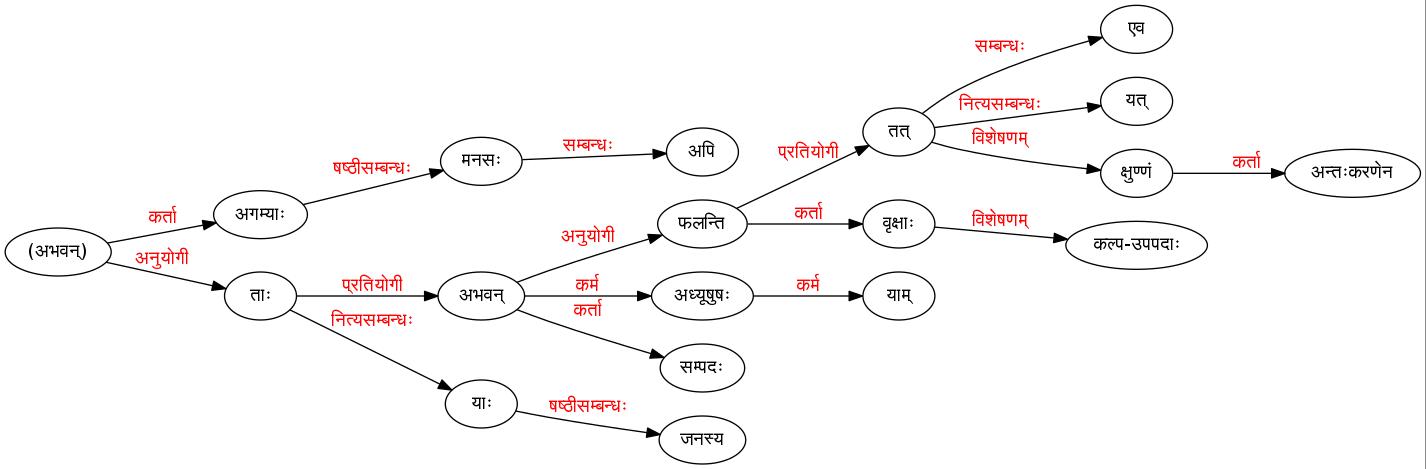 एव
सम्बन्धः
नित्यसम्बन्धः
यत्
तत्
विशेषणम्
प्रतियोगी
क्षुण्णं
कर्ता
अन्तःकरणेन
मनसः
सम्बन्धः
अपि
षष्ठीसम्बन्धः
अगम्याः
कर्ता
(अभवन्)
अनुयोगी
फलन्ति
कर्ता
वृक्षाः
विशेषणम्
कल्प-उपपदाः
अनुयोगी
ताः
प्रतियोगी
अभवन्
कर्म
अध्यूषुषः
कर्म
याम्
कर्ता
नित्यसम्बन्धः
सम्पदः
याः
षष्ठीसम्बन्धः
जनस्य